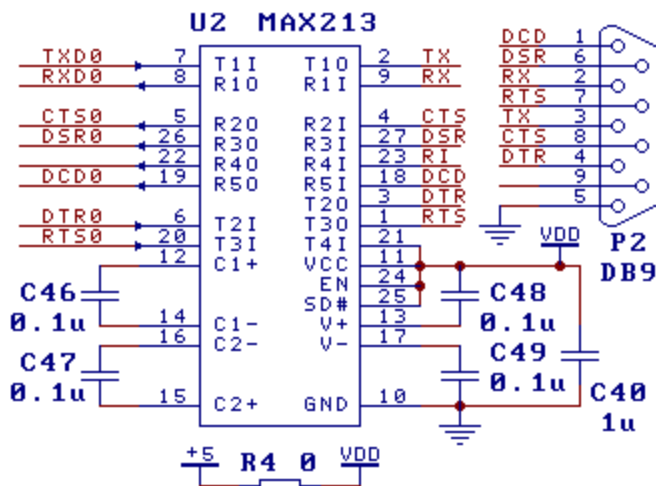 U2 MAX213
TXD0 7 T1I T1O 2 TX
RXD0 8 R1O R1I 9 RX
CTS0 5 R2O R2I 4 CTS
DSR0 26 R3O R3I 27 DSR
22 R4O R4I 23 RI
DCD0 19 R5O R5I 18 DCD
T2O 3 DTR
DTR0 6 T2I T3O 1 RTS
RTS0 20 T3I T4I 21
12 C1+ VCC 11
EN 24
SD# 25
C46
0.1u
14 C1- V+ 13
16 C2- V- 17
C47
0.1u
15 C2+ GND 10
C48
0.1u
C49
0.1u
C40
1u
VDD
DCD 1
DSR 6
RX 2
RTS 7
TX 3
CTS 8
DTR 4
9
5
P2
DB9
+5 R4 0 VDD